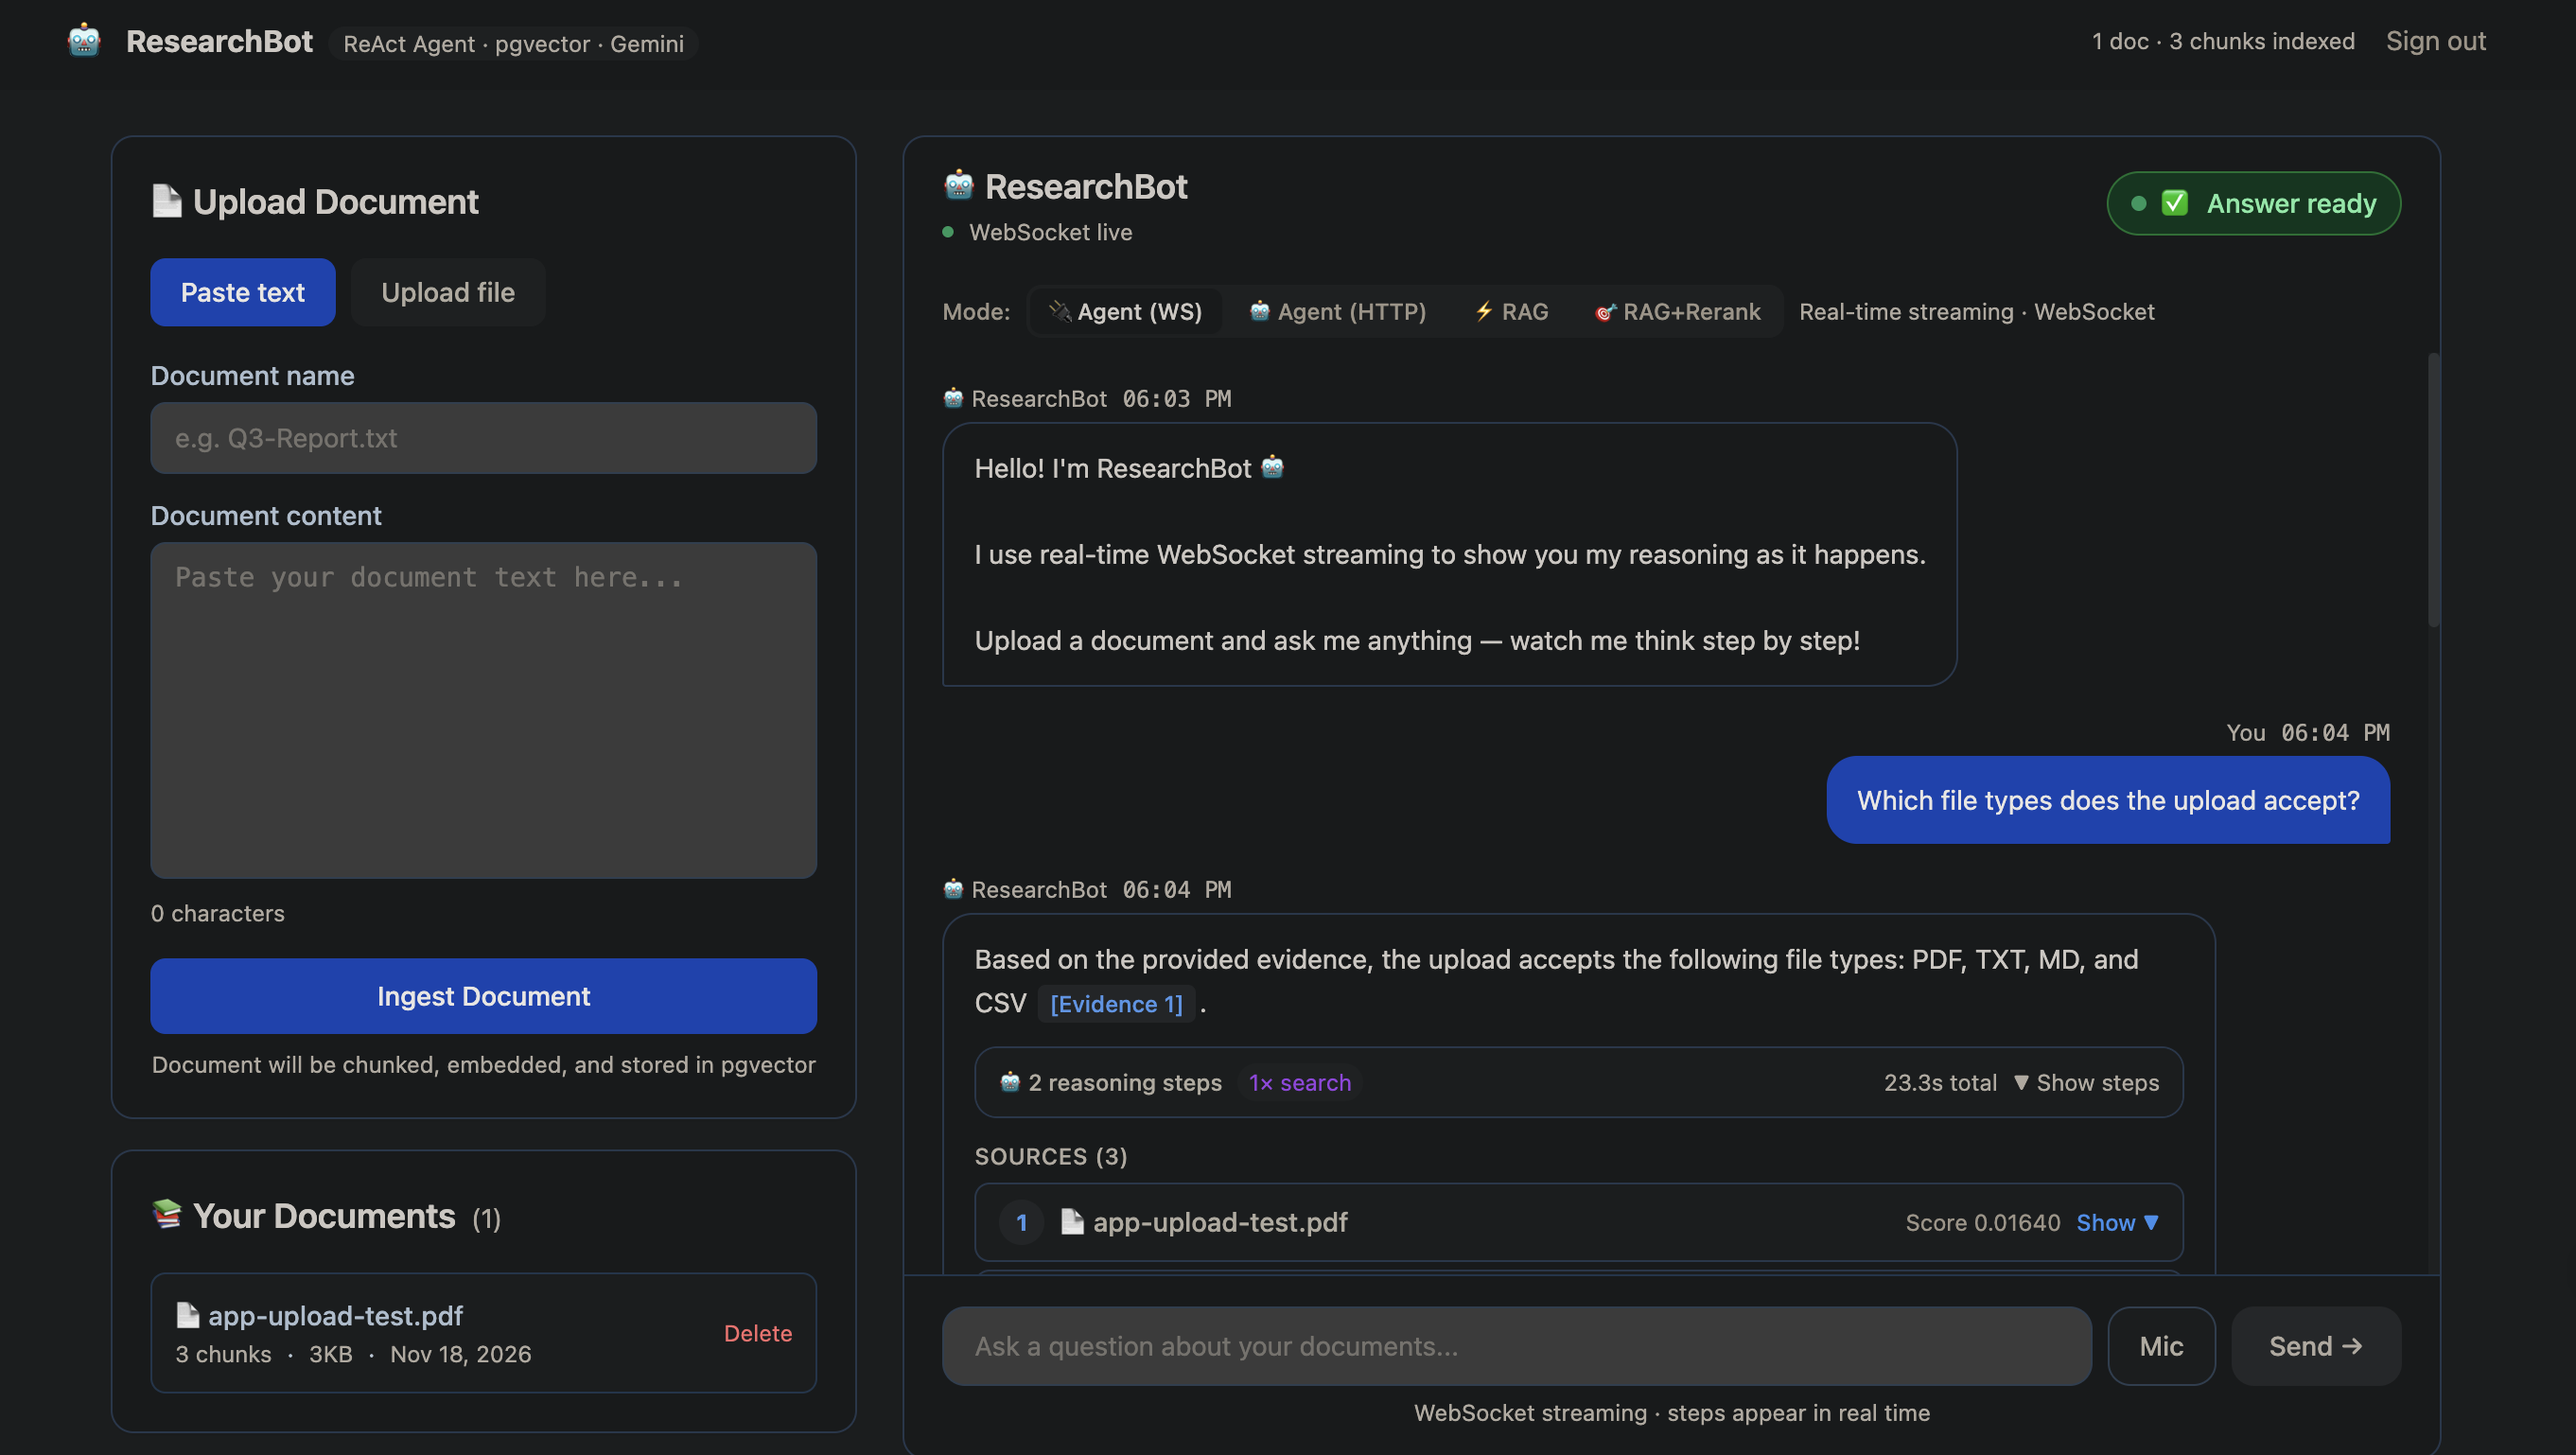 ResearchBot ReAct Agent · pgvector · Gemini
1 doc · 3 chunks indexed Sign out
Upload Document
Paste text Upload file
Document name
e.g. Q3-Report.txt
Document content
Paste your document text here...
0 characters
Ingest Document
Document will be chunked, embedded, and stored in pgvector
Your Documents (1)
app-upload-test.pdf
3 chunks · 3KB · Nov 18, 2026
Delete
ResearchBot
WebSocket live
Answer ready
Mode: Agent (WS) Agent (HTTP) RAG RAG+Rerank Real-time streaming · WebSocket
ResearchBot 06:03 PM
Hello! I'm ResearchBot
I use real-time WebSocket streaming to show you my reasoning as it happens.
Upload a document and ask me anything — watch me think step by step!
You 06:04 PM
Which file types does the upload accept?
ResearchBot 06:04 PM
Based on the provided evidence, the upload accepts the following file types: PDF, TXT, MD, and
CSV [Evidence 1] .
2 reasoning steps 1× search 23.3s total ▼ Show steps
SOURCES (3)
1 app-upload-test.pdf Score 0.01640 Show ▼
Ask a question about your documents...
Mic
Send →
WebSocket streaming · steps appear in real time